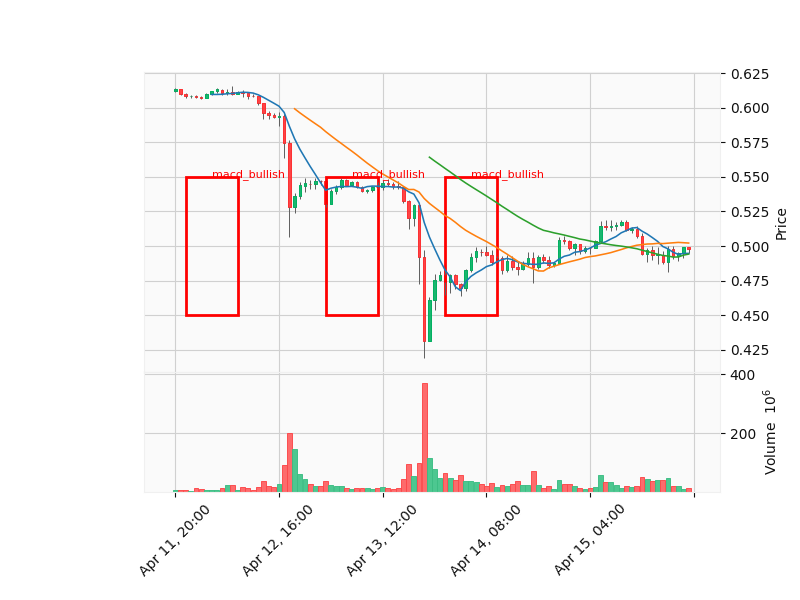 0.625
0.600
0.575
macd_bullish macd_bullish macd_bullish
0.550
0.525
0.500
0.475
0.450
0.425
Price
400
200
Volume 10^6
Apr 11, 20:00
Apr 12, 16:00
Apr 13, 12:00
Apr 14, 08:00
Apr 15, 04:00